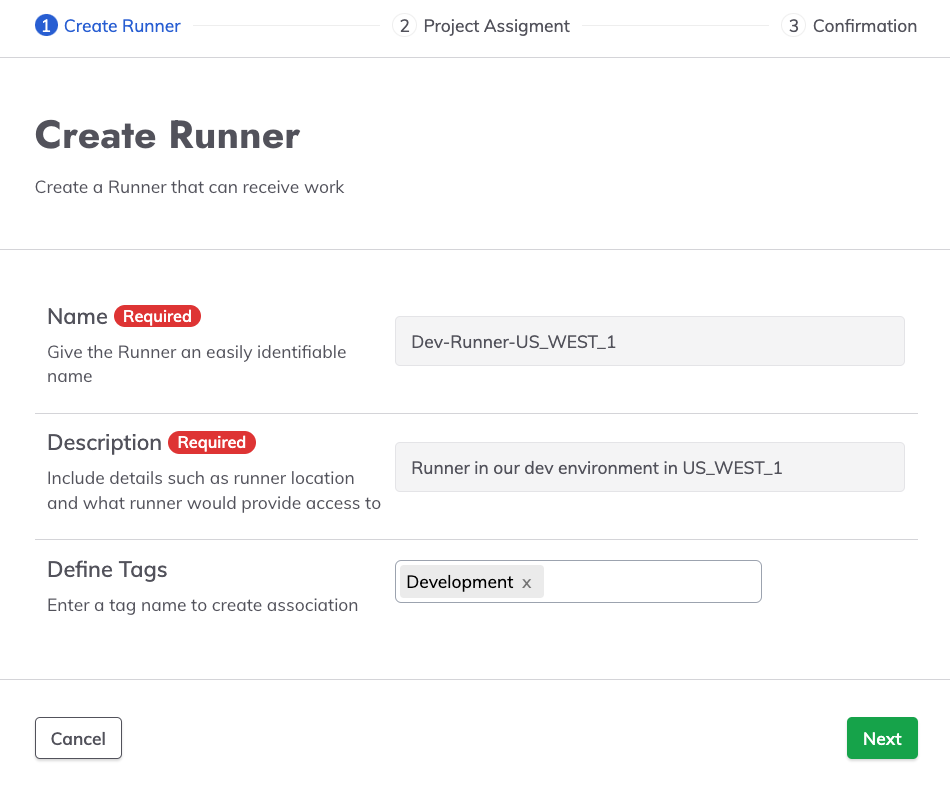 1 Create Runner 2 Project Assigment 3 Confirmation
Create Runner
Create a Runner that can receive work
Name Required
Give the Runner an easily identifiable
name
Dev-Runner-US_WEST_1
Description Required
Include details such as runner location
and what runner would provide access to
Runner in our dev environment in US_WEST_1
Define Tags
Enter a tag name to create association
Development x
Cancel Next